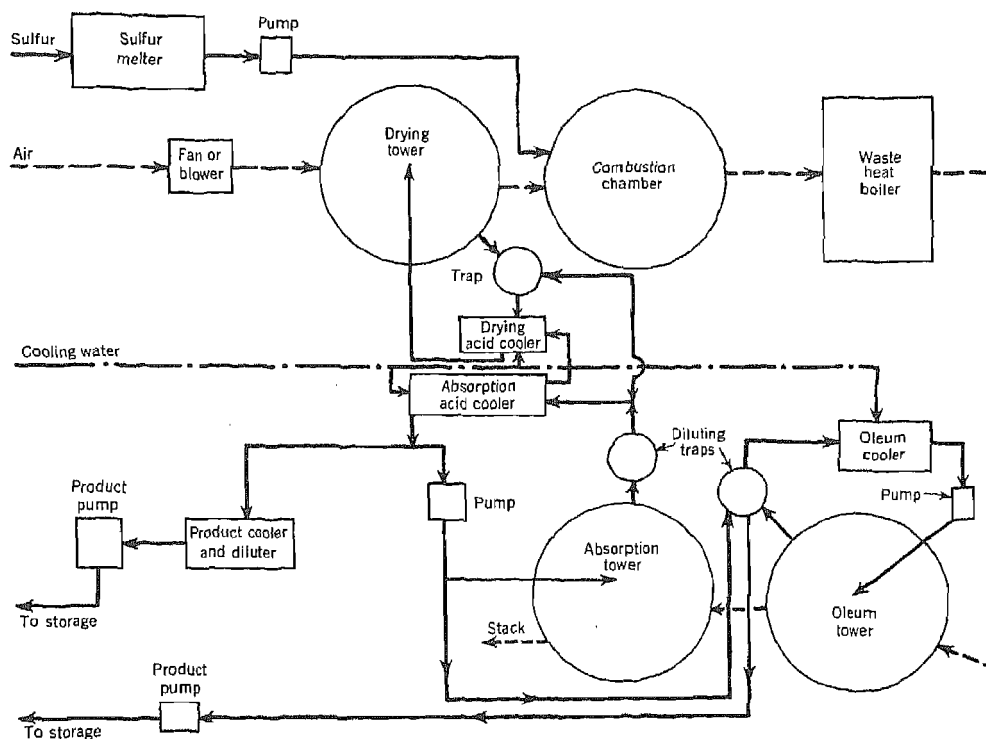 Pump
Sulfur
Sulfur
melter
Drying
tower
Air
Fan or
blower
Combustion
chamber
Waste
heat
boiler
Trap
Drying
acid cooler
Cooling water
Absorption
acid cooler
Diluting
traps
Oleum
cooler
Product
pump
Pump
Pump
Product cooler
and diluter
Absorption
tower
To storage
Stack
Oleum
tower
Product
pump
To storage